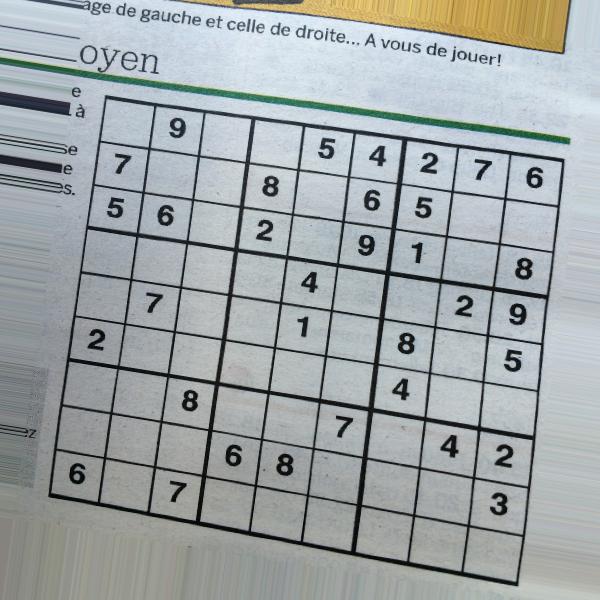 age de gauche et celle de droite... A vous de jouer!
oyen
e
à
se
e
s.
ez
9 5 4 2 7 6
7 8 6 5
5 6 2 9 1 8
4 2 9
7 1 8 5
2 4
8 7 4 2
6 8 3
6 7